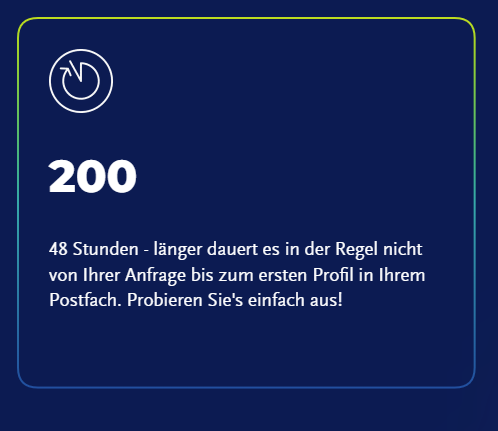 200
48 Stunden - länger dauert es in der Regel nicht
von Ihrer Anfrage bis zum ersten Profil in Ihrem
Postfach. Probieren Sie's einfach aus!